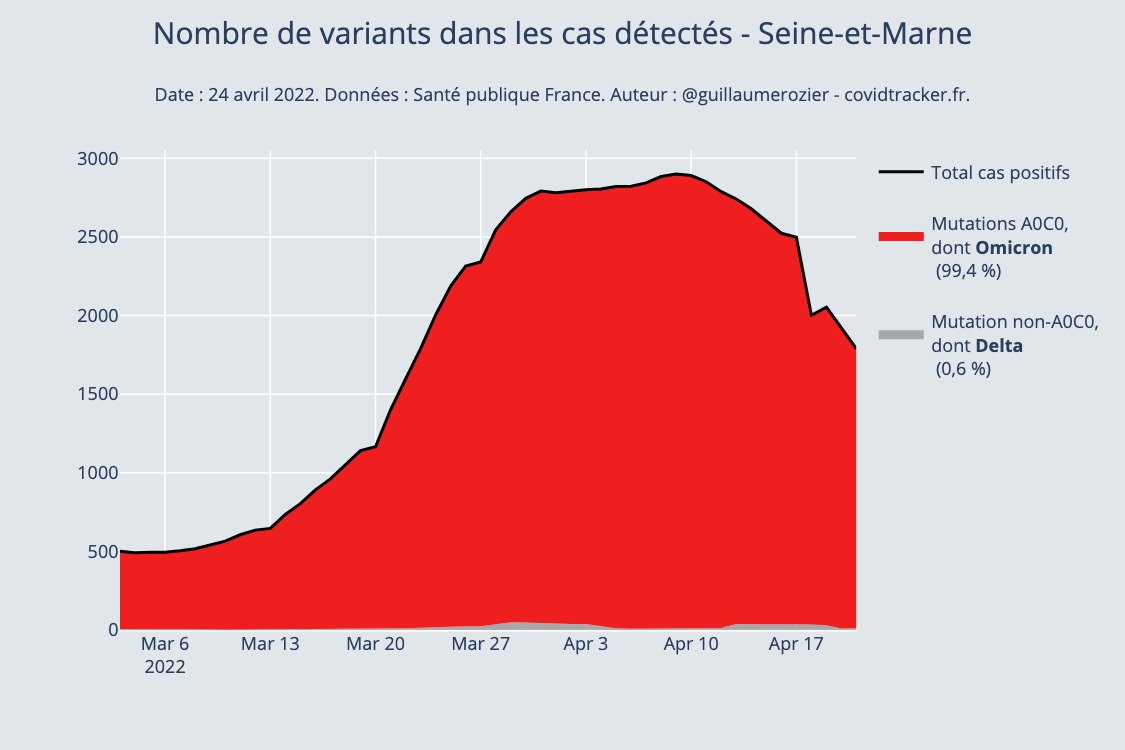 Nombre de variants dans les cas détectés - Seine-et-Marne
Date : 24 avril 2022. Données : Santé publique France. Auteur : @guillaumerozier - covidtracker.fr.
3000
2500
2000
1500
1000
500
0
Mar 6
2022
Mar 13
Mar 20
Mar 27
Apr 3
Apr 10
Apr 17
Total cas positifs
Mutations A0C0,
dont Omicron
(99,4 %)
Mutation non-A0C0,
dont Delta
(0,6 %)